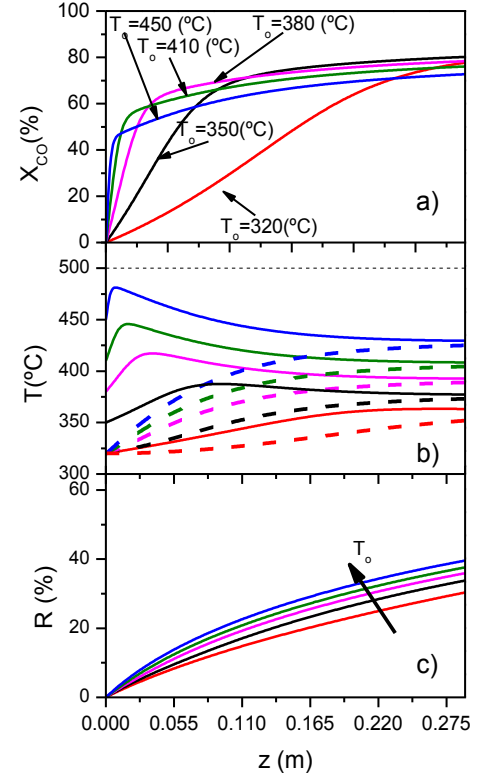 100
80
60
40
20
0
X_CO(%)
T_o=450 (ºC)
T_o=380 (ºC)
T_o=410 (ºC)
T_o=350(ºC)
T_o=320(ºC)
a)
500
450
400
350
300
T(ºC)
b)
60
40
20
0
R (%)
T_o
c)
0.000 0.055 0.110 0.165 0.220 0.275
z (m)